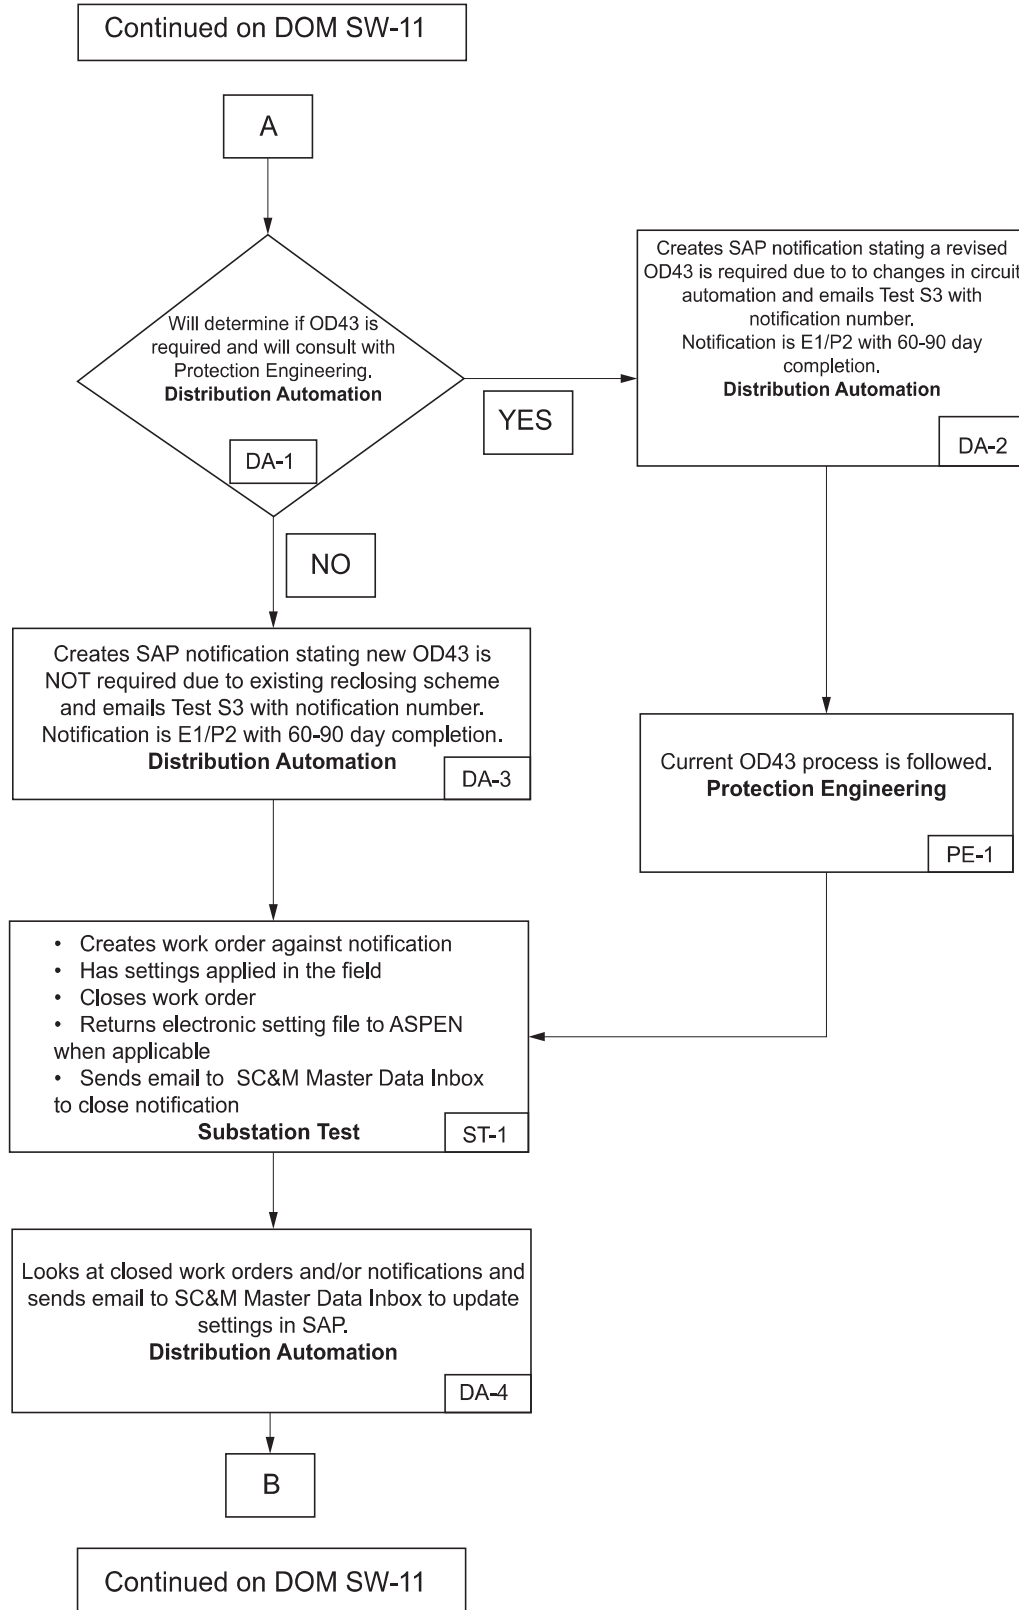 Continued on DOM SW-11
A
Will determine if OD43 is
required and will consult with
Protection Engineering.
Distribution Automation
DA-1
YES
Creates SAP notification stating a revised
OD43 is required due to to changes in circuit
automation and emails Test S3 with
notification number.
Notification is E1/P2 with 60-90 day
completion.
Distribution Automation
DA-2
NO
Creates SAP notification stating new OD43 is
NOT required due to existing reclosing scheme
and emails Test S3 with notification number.
Notification is E1/P2 with 60-90 day completion.
Distribution Automation
DA-3
Current OD43 process is followed.
Protection Engineering
PE-1
• Creates work order against notification
• Has settings applied in the field
• Closes work order
• Returns electronic setting file to ASPEN
when applicable
• Sends email to SC&M Master Data Inbox
to close notification
Substation Test
ST-1
Looks at closed work orders and/or notifications and
sends email to SC&M Master Data Inbox to update
settings in SAP.
Distribution Automation
DA-4
B
Continued on DOM SW-11